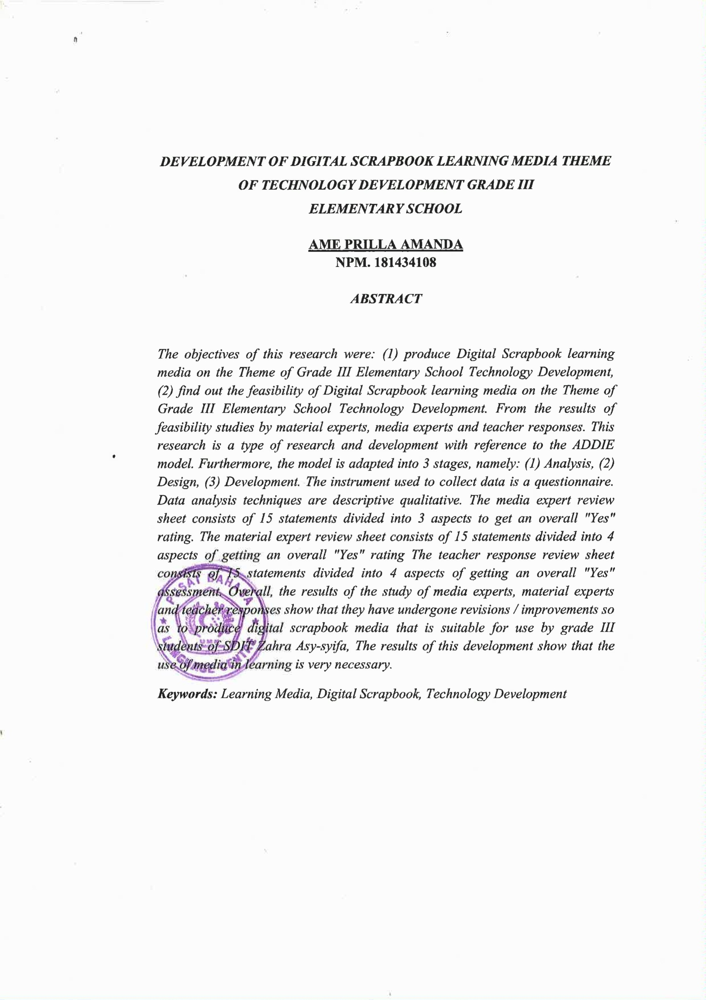 DEVELOPMENT OF DIGITAL SCRAPBOOK LEARNING MEDIA THEME
OF TECHNOLOGY DEVELOPMENT GRADE III
ELEMENTARY SCHOOL
AME PRILLA AMANDA
NPM. 181434108
ABSTRACT
The objectives of this research were: (1) produce Digital Scrapbook learning
media on the Theme of Grade III Elementary School Technology Development,
(2) find out the feasibility of Digital Scrapbook learning media on the Theme of
Grade III Elementary School Technology Development. From the results of
feasibility studies by material experts, media experts and teacher responses. This
research is a type of research and development with reference to the ADDIE
model. Furthermore, the model is adapted into 3 stages, namely: (1) Analysis, (2)
Design, (3) Development. The instrument used to collect data is a questionnaire.
Data analysis techniques are descriptive qualitative. The media expert review
sheet consists of 15 statements divided into 3 aspects to get an overall "Yes"
rating. The material expert review sheet consists of 15 statements divided into 4
aspects of getting an overall "Yes" rating The teacher response review sheet
consists of 15 statements divided into 4 aspects of getting an overall "Yes"
assessment. Overall, the results of the study of media experts, material experts
and teacher responses show that they have undergone revisions / improvements so
as to produce digital scrapbook media that is suitable for use by grade III
students of SDIT Zahra Asy-syifa, The results of this development show that the
use of media in learning is very necessary.
PUSAT BAHASA
LANGUAGE CENTRE
Keywords: Learning Media, Digital Scrapbook, Technology Development